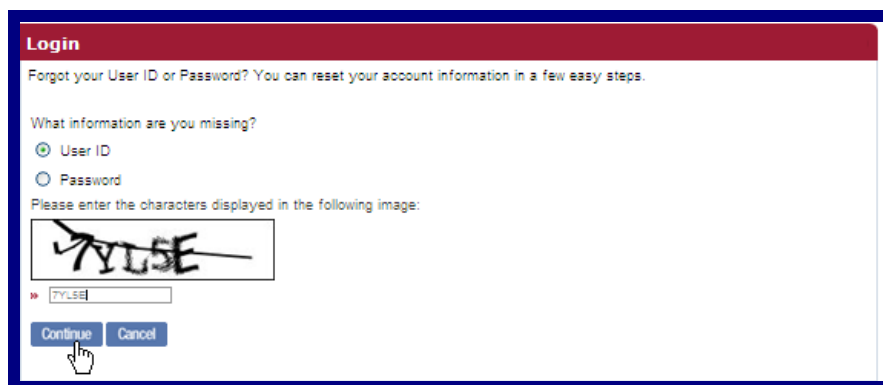 Login
Forgot your User ID or Password? You can reset your account information in a few easy steps.
What information are you missing?
User ID
Password
Please enter the characters displayed in the following image:
7YL5E
» 7YL5E
Continue Cancel